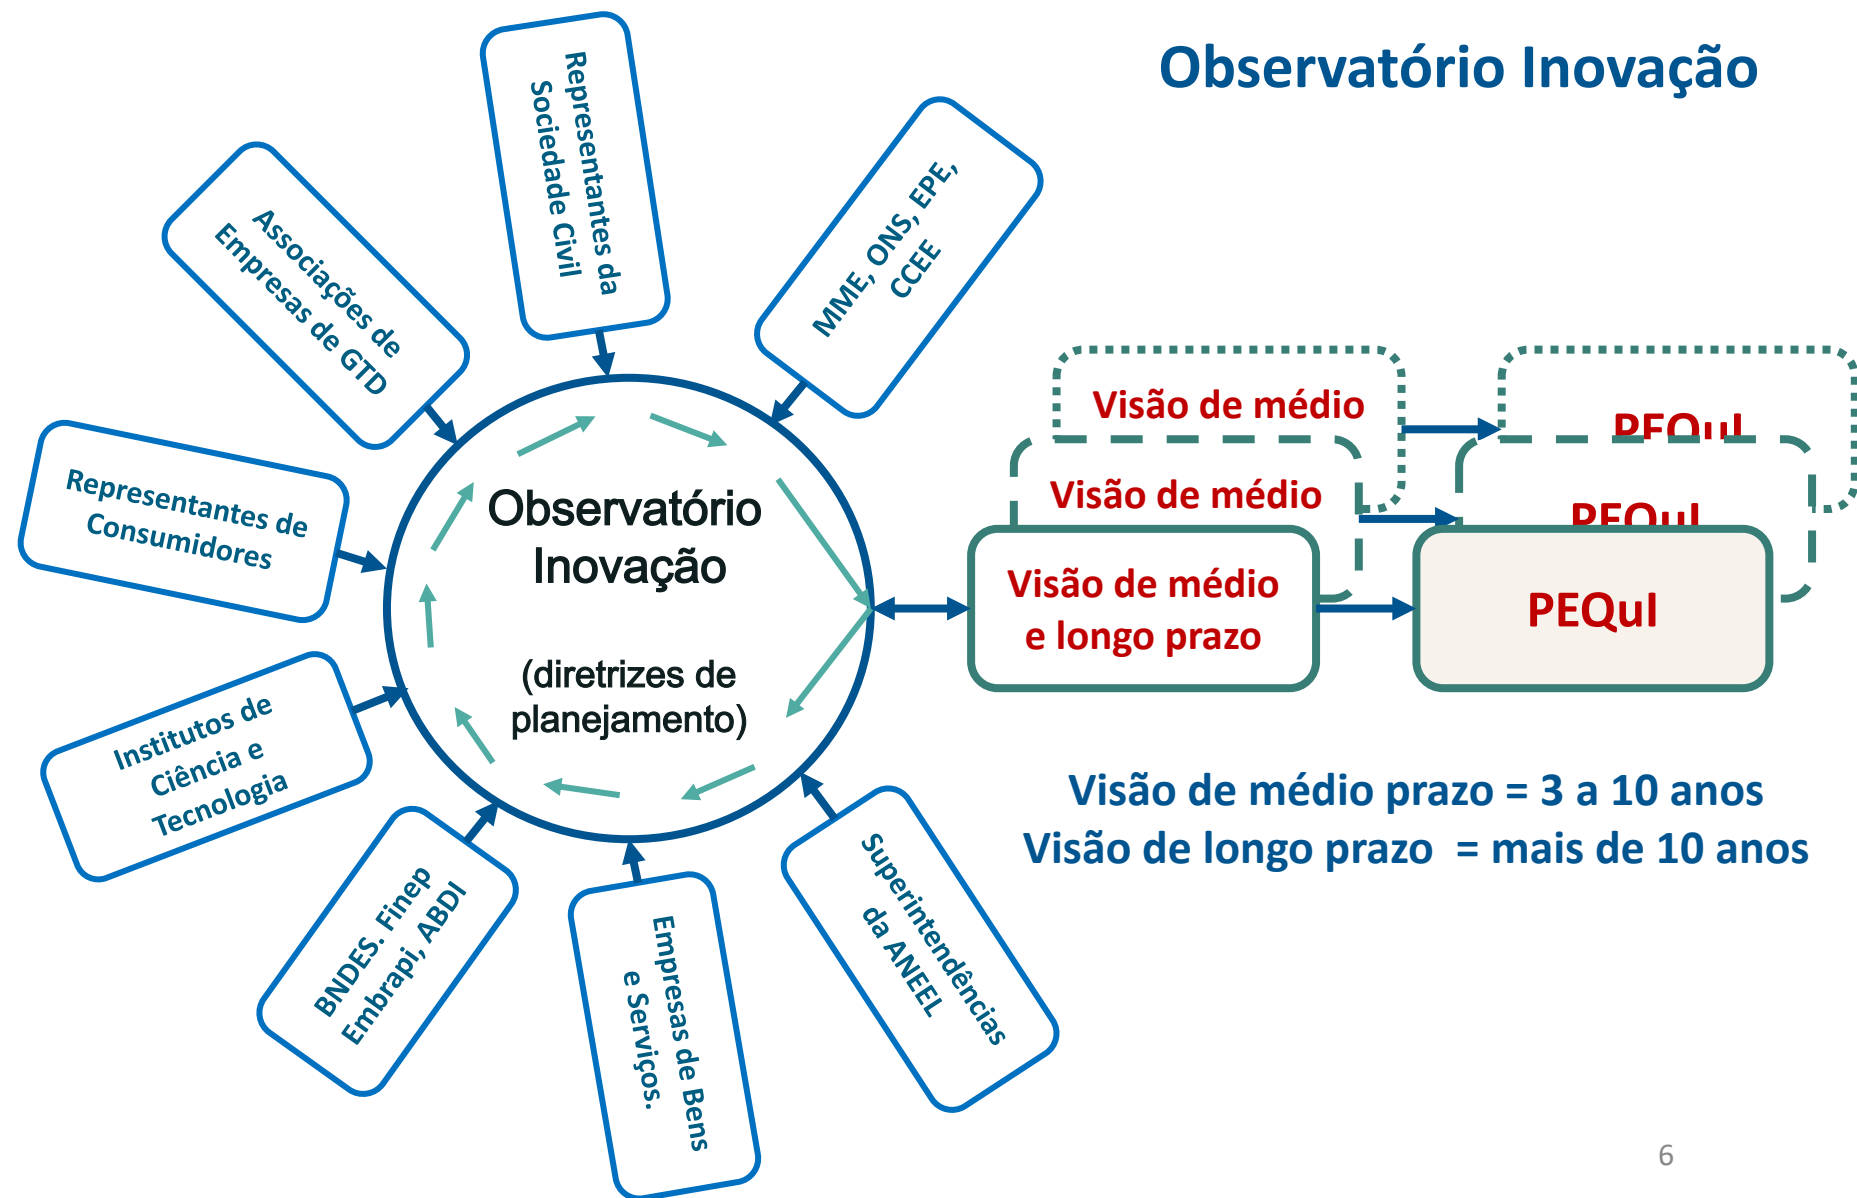 Observatório Inovação
Representantes da
Sociedade Civil
MME, ONS, EPE,
CCEE
Associações de
Empresas de GTD
Representantes de
Consumidores
Institutos de
Ciência e
Tecnologia
BNDES. Finep
Embrapi, ABDI
Empresas de Bens
e Serviços.
Superintendências
da ANEEL
Observatório
Inovação
(diretrizes de
planejamento)
Visão de médio
PEQuI
Visão de médio
PEQuI
Visão de médio
e longo prazo
PEQuI
Visão de médio prazo = 3 a 10 anos
Visão de longo prazo = mais de 10 anos
6